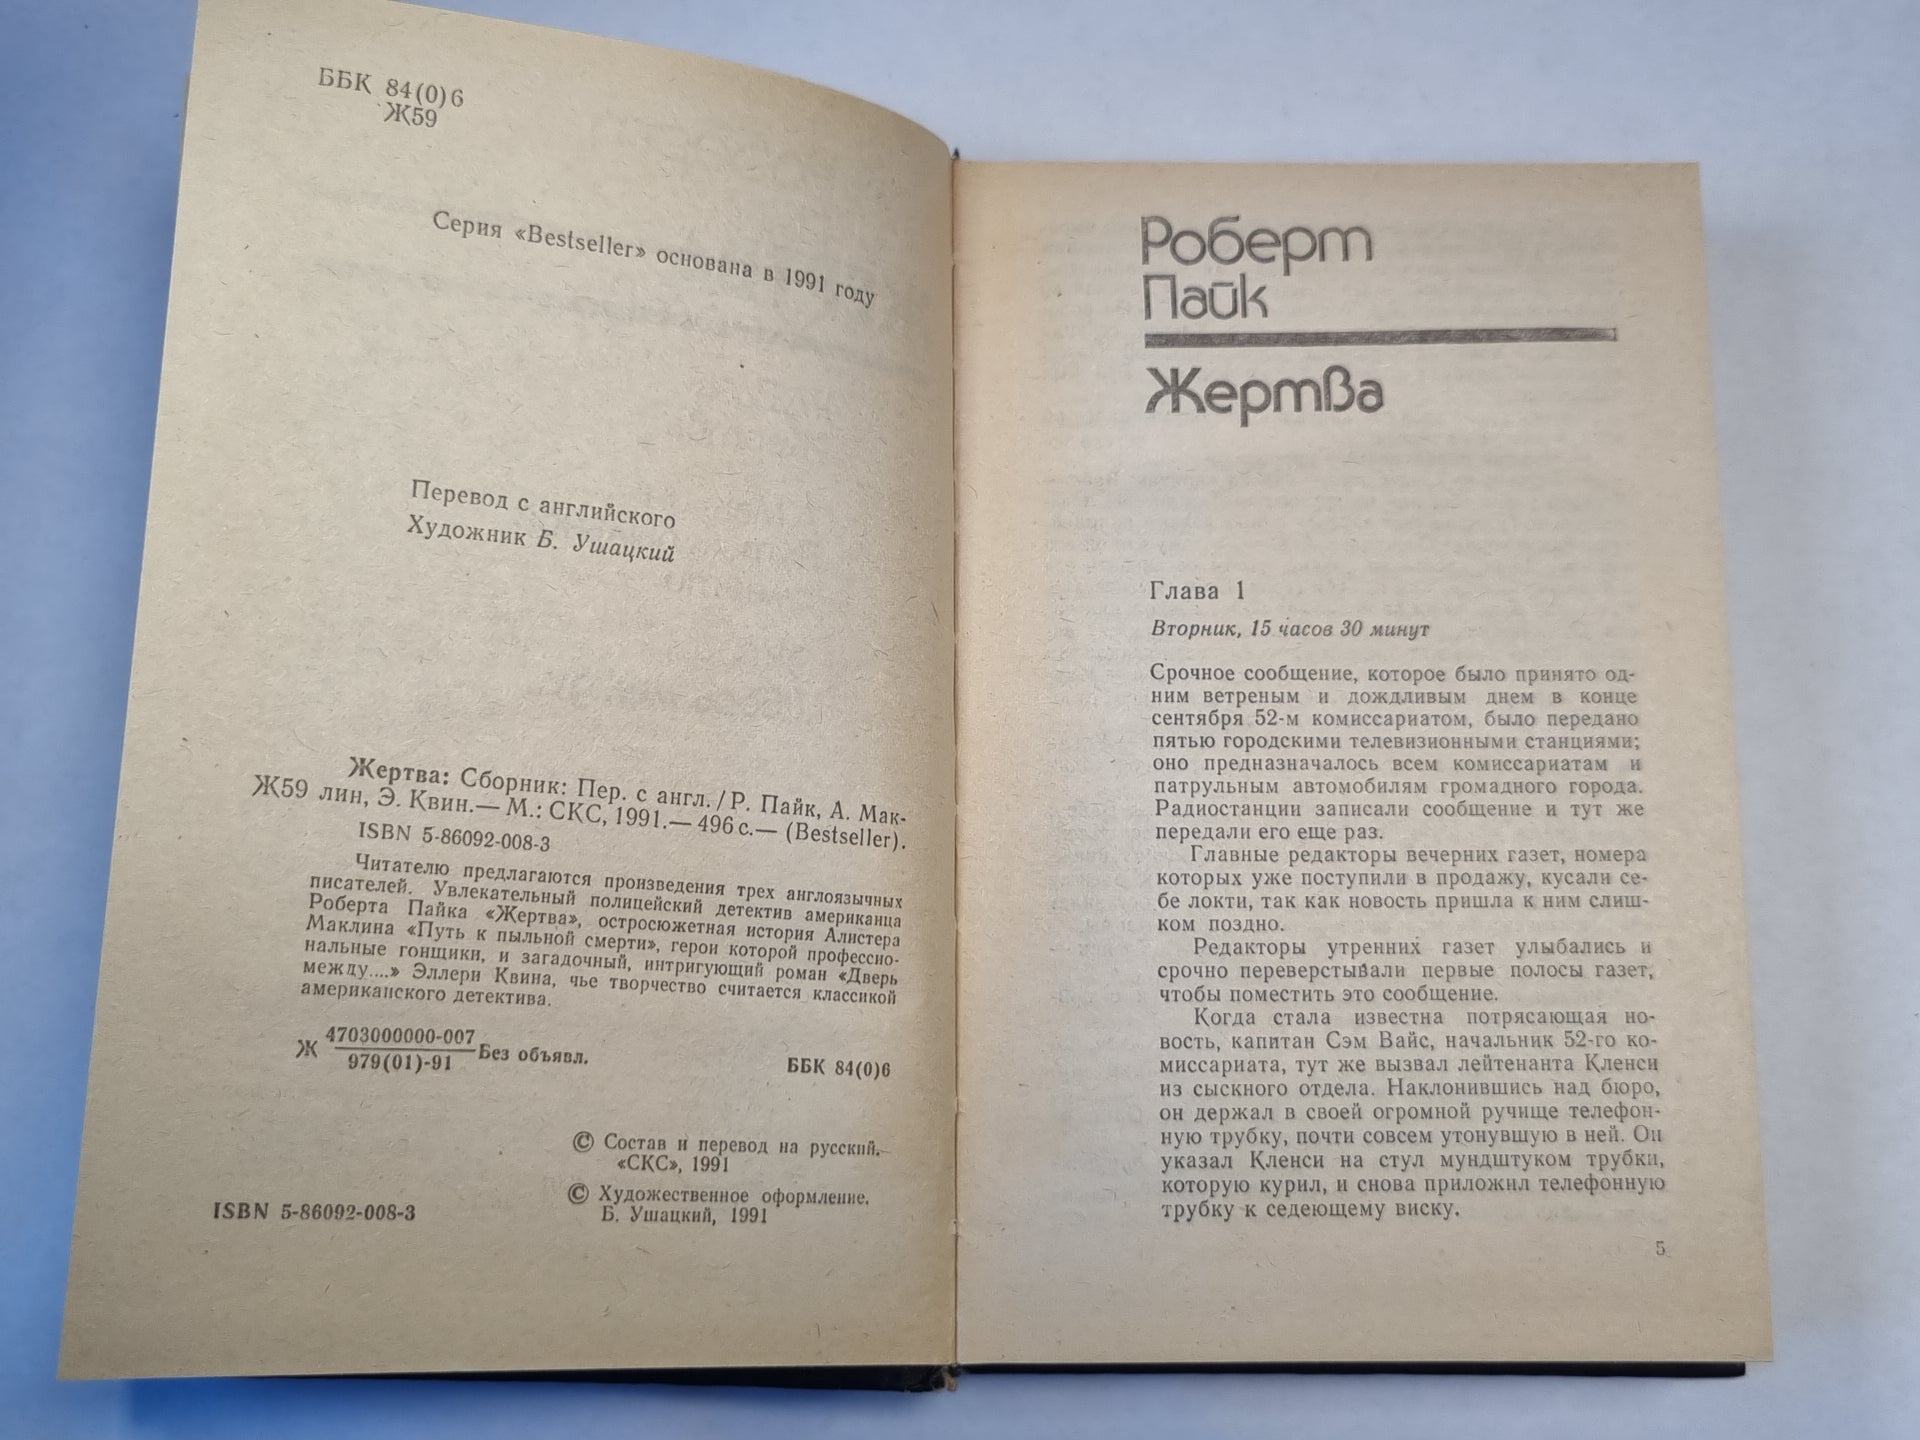 ББК 84(0)6
Ж59
Серия «Bestseller» основана в 1991 году
Перевод с английского
Художник Б. Ушацкий
Жертва: Сборник: Пер. с англ./Р. Пайк, А. Мак-
Ж59 лин, Э. Квин.— М.: СКС, 1991.— 496 с.— (Bestseller).
ISBN 5-86092-008-3
Читателю предлагаются произведения трех англоязычных
писателей. Увлекательный полицейский детектив американца
Роберта Пайка «Жертва», остросюжетная история Алистера
Маклина «Путь к пыльной смерти», герои которой профессио-
нальные гонщики, и загадочный, интригующий роман «Дверь
между....» Эллери Квина, чье творчество считается классикой
американского детектива.
Ж 4703000000-007
979(01)-91 Без объявл.
ББК 84(0)6
© Состав и перевод на русский.
«СКС», 1991
© Художественное оформление.
Б. Ушацкий, 1991
ISBN 5-86092-008-3
Роберт
Пайк
Жертва
Глава 1
Вторник, 15 часов 30 минут
Срочное сообщение, которое было принято од-
ним ветреным и дождливым днем в конце
сентября 52-м комиссариатом, было передано
пятью городскими телевизионными станциями;
оно предназначалось всем комиссариатам и
патрульным автомобилям громадного города.
Радиостанции записали сообщение и тут же
передали его еще раз.
Главные редакторы вечерних газет, номера
которых уже поступили в продажу, кусали се-
бе локти, так как новость пришла к ним слиш-
ком поздно.
Редакторы утренних газет улыбались и
срочно переверстывали первые полосы газет,
чтобы поместить это сообщение.
Когда стала известна потрясающая но-
вость, капитан Сэм Вайс, начальник 52-го ко-
миссариата, тут же вызвал лейтенанта Кленси
из сыскного отдела. Наклонившись над бюро,
он держал в своей огромной ручище телефон-
ную трубку, почти совсем утонувшую в ней. Он
указал Кленси на стул мундштуком трубки,
которую курил, и снова приложил телефонную
трубку к седеющему виску.
5